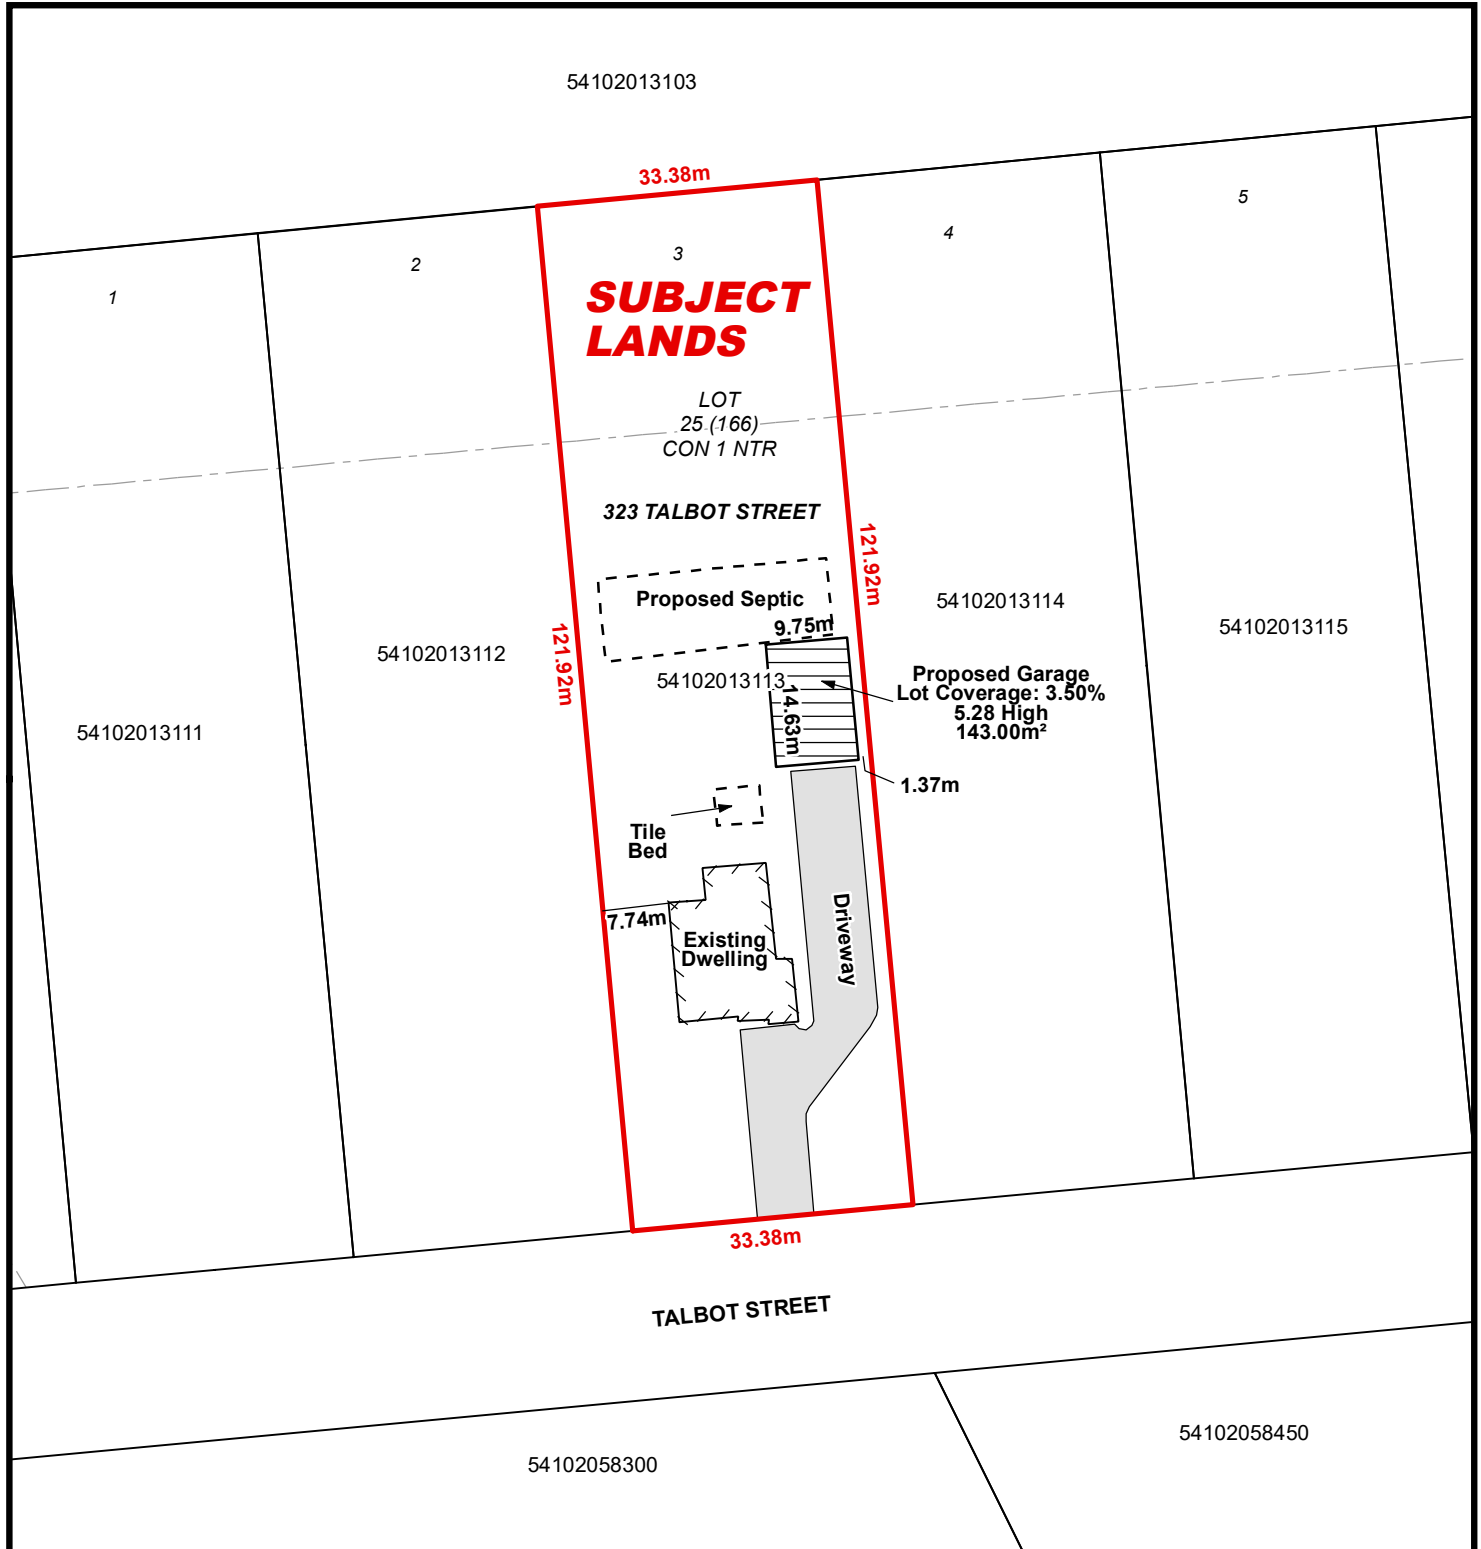 54102013103
33.38m
1
2
3
4
5
SUBJECT
LANDS
LOT
25 (166)
CON 1 NTR
323 TALBOT STREET
121.92m
121.92m
Proposed Septic
9.75m
14.63m
54102013111
54102013112
54102013113
54102013114
54102013115
Proposed Garage
Lot Coverage: 3.50%
5.28 High
143.00m²
1.37m
Tile
Bed
7.74m
Existing
Dwelling
Driveway
33.38m
TALBOT STREET
54102058300
54102058450